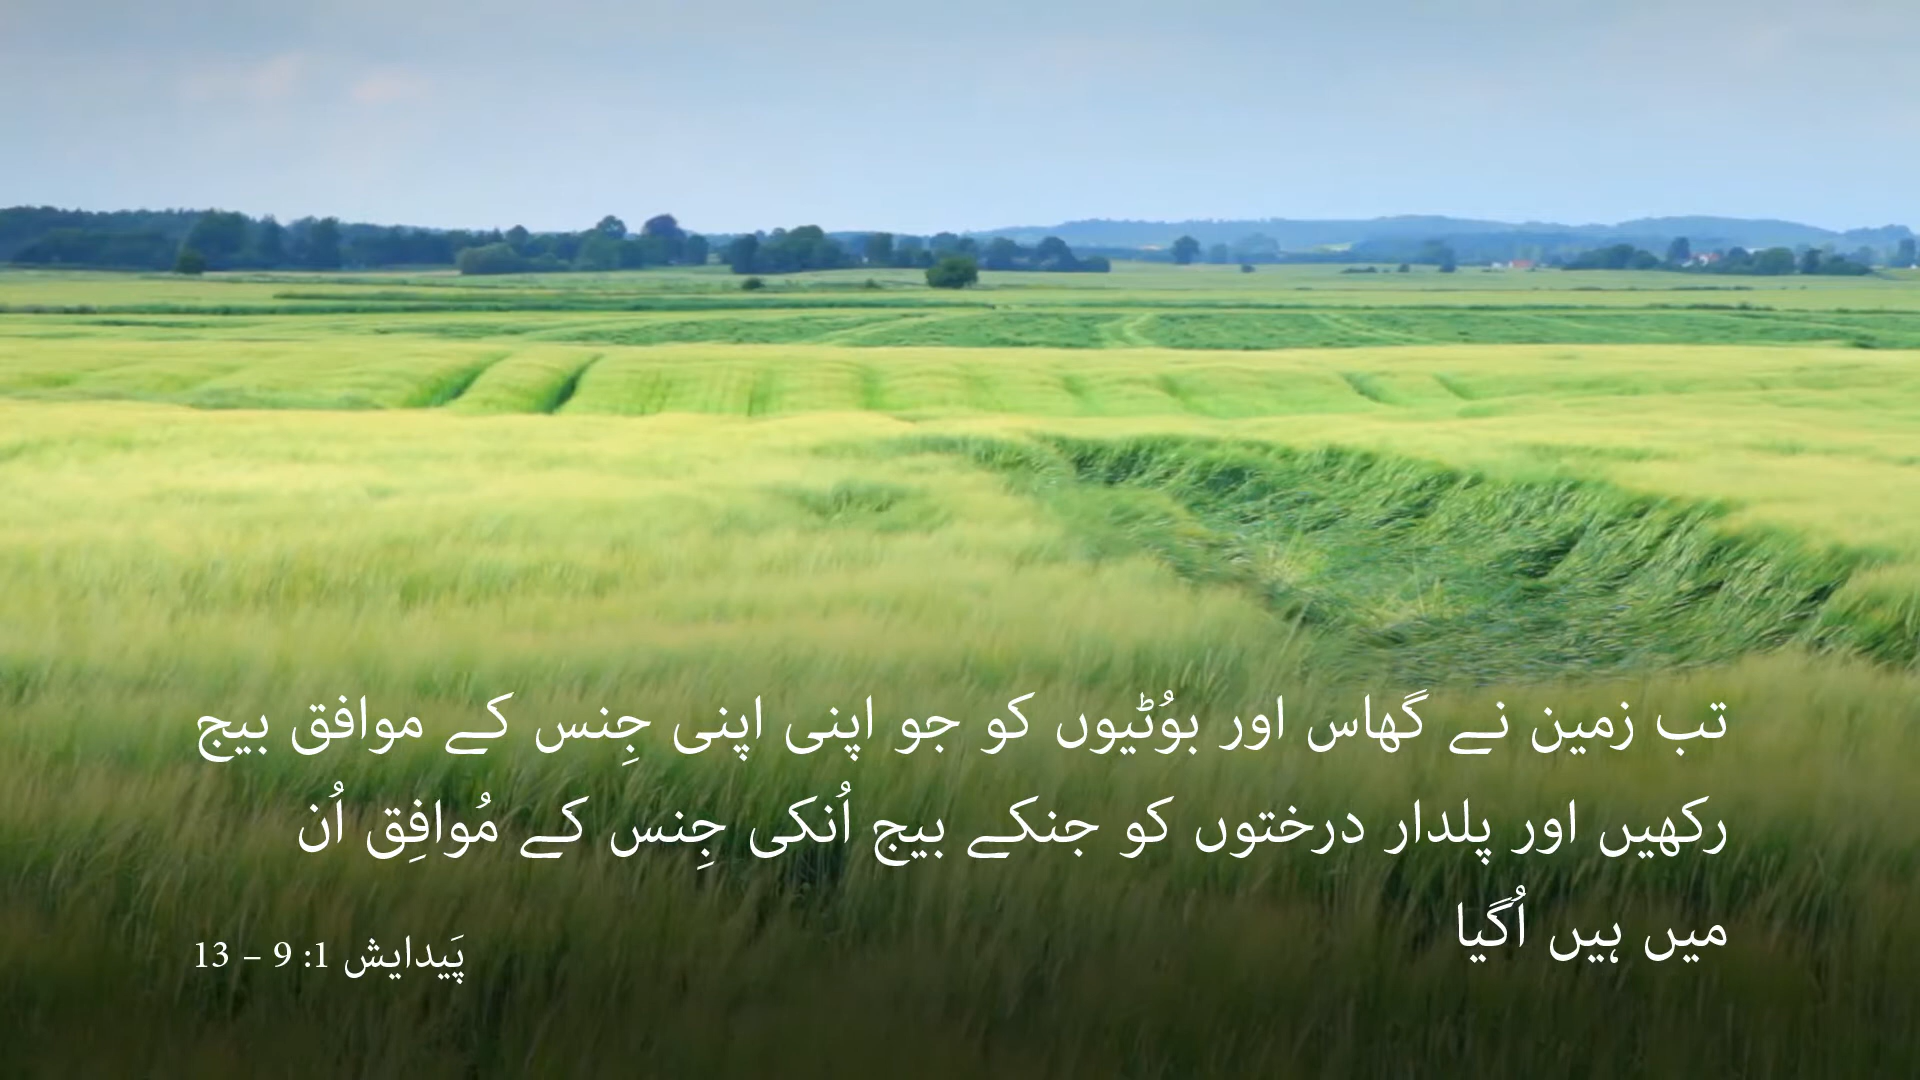 تب زمین نے گھاس اور بوُٹیوں کو جو اپنی اپنی جِنس کے موافق بیج
رکھیں اور پلدار درختوں کو جنکے بیج اُنکی جِنس کے مُوافِق اُن
میں ہیں اُگیا
پَیدایش 1: 9 – 13